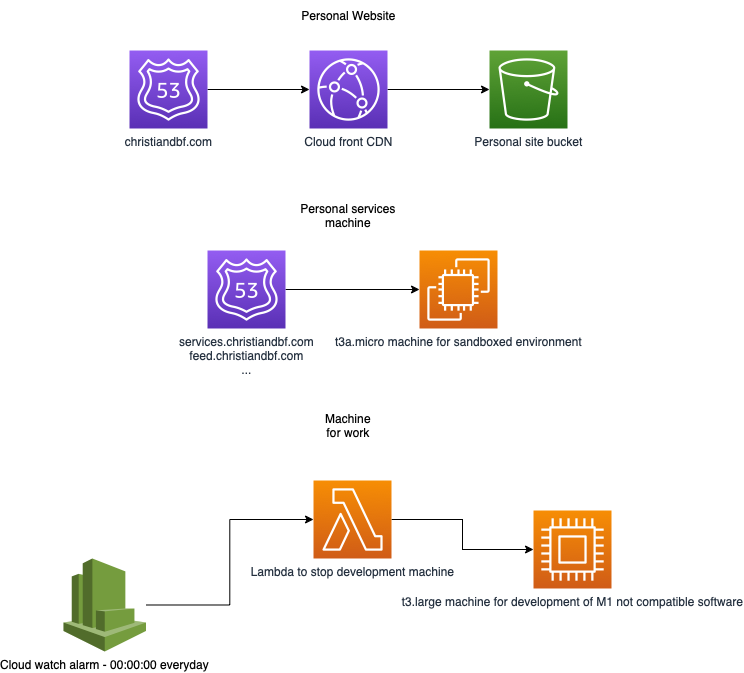 Personal Website
53
christiandbf.com
Cloud front CDN
Personal site bucket
Personal services
machine
53
services.christiandbf.com
feed.christiandbf.com
...
t3a.micro machine for sandboxed environment
Machine
for work
Lambda to stop development machine
t3.large machine for development of M1 not compatible software
Cloud watch alarm - 00:00:00 everyday